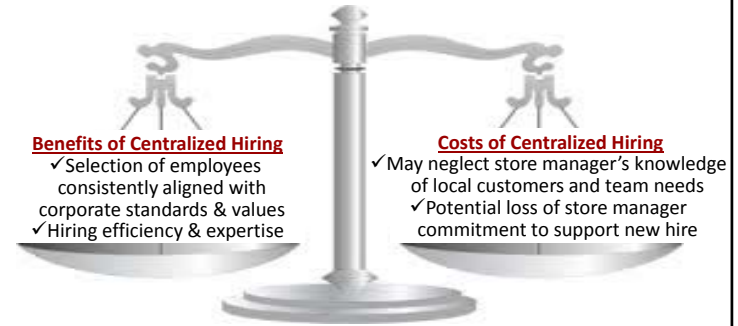 Benefits of Centralized Hiring
✓Selection of employees
consistently aligned with
corporate standards & values
✓Hiring efficiency & expertise
Costs of Centralized Hiring
✓May neglect store manager’s knowledge
of local customers and team needs
✓Potential loss of store manager
commitment to support new hire